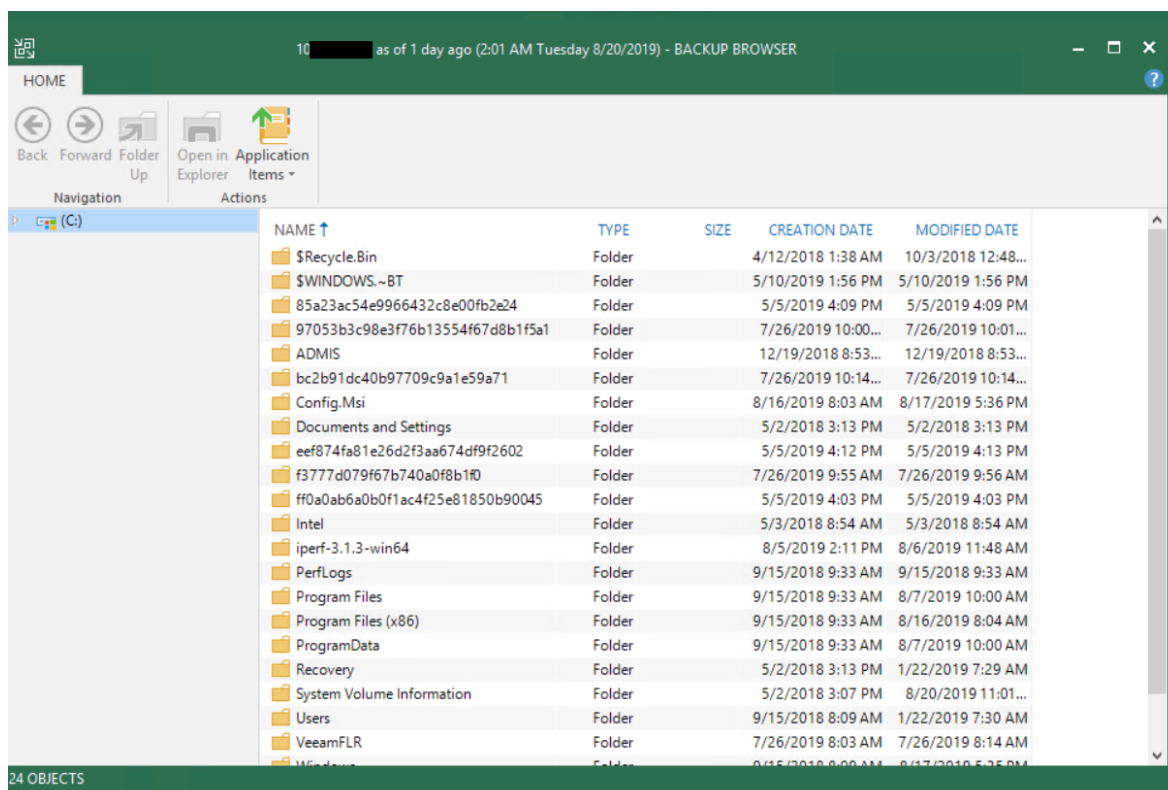 10 as of 1 day ago (2:01 AM Tuesday 8/20/2019) - BACKUP BROWSER
HOME
Back Forward Folder Up
Open in Explorer Application Items
Navigation Actions
(C:)
NAME TYPE SIZE CREATION DATE MODIFIED DATE
$Recycle.Bin Folder 4/12/2018 1:38 AM 10/3/2018 12:48...
$WINDOWS.~BT Folder 5/10/2019 1:56 PM 5/10/2019 1:56 PM
85a23ac54e9966432c8e00fb2e24 Folder 5/5/2019 4:09 PM 5/5/2019 4:09 PM
97053b3c98e3f76b13554f67d8b1f5a1 Folder 7/26/2019 10:00... 7/26/2019 10:01...
ADMIS Folder 12/19/2018 8:53... 12/19/2018 8:53...
bc2b91dc40b97709c9a1e59a71 Folder 7/26/2019 10:14... 7/26/2019 10:14...
Config.Msi Folder 8/16/2019 8:03 AM 8/17/2019 5:36 PM
Documents and Settings Folder 5/2/2018 3:13 PM 5/2/2018 3:13 PM
eef874fa81e26d2f3aa674df9f2602 Folder 5/5/2019 4:12 PM 5/5/2019 4:13 PM
f3777d079f67b740a0f8b1f0 Folder 7/26/2019 9:55 AM 7/26/2019 9:56 AM
ff0a0ab6a0b0f1ac4f25e81850b90045 Folder 5/5/2019 4:03 PM 5/5/2019 4:03 PM
Intel Folder 5/3/2018 8:54 AM 5/3/2018 8:54 AM
iperf-3.1.3-win64 Folder 8/5/2019 2:11 PM 8/6/2019 11:48 AM
PerfLogs Folder 9/15/2018 9:33 AM 9/15/2018 9:33 AM
Program Files Folder 9/15/2018 9:33 AM 8/7/2019 10:00 AM
Program Files (x86) Folder 9/15/2018 9:33 AM 8/16/2019 8:04 AM
ProgramData Folder 9/15/2018 9:33 AM 8/7/2019 10:00 AM
Recovery Folder 5/2/2018 3:13 PM 1/22/2019 7:29 AM
System Volume Information Folder 5/2/2018 3:07 PM 8/20/2019 11:01...
Users Folder 9/15/2018 8:09 AM 1/22/2019 7:30 AM
VeeamFLR Folder 7/26/2019 8:03 AM 7/26/2019 8:14 AM
Windows Folder 9/15/2018 8:09 AM 8/17/2019 5:35 PM
24 OBJECTS